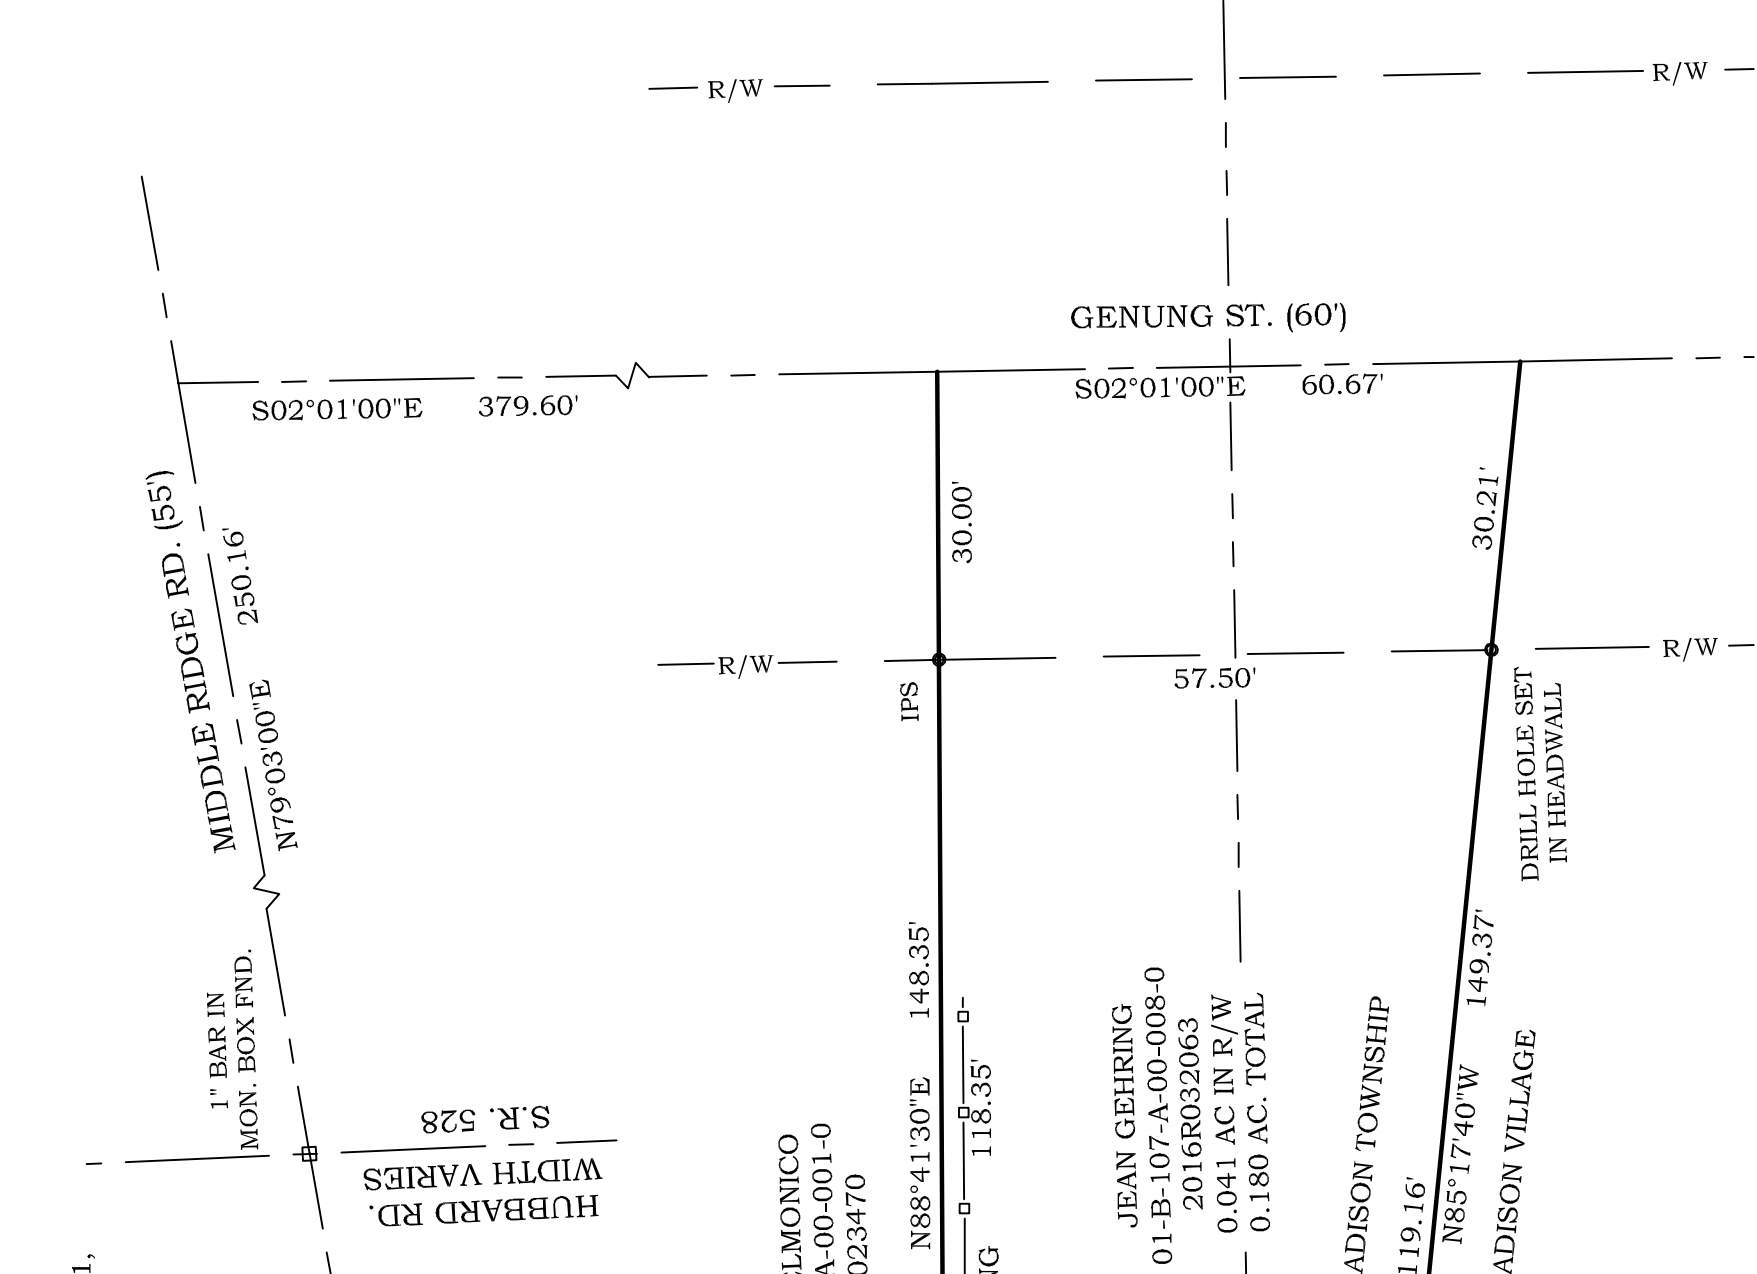 R/W
R/W
GENUNG ST. (60')
S02°01'00"E 379.60'
S02°01'00"E 60.67'
MIDDLE RIDGE RD. (55')
N79°03'00"E 250.16'
30.00'
30.21'
R/W
57.50'
R/W
IPS
DRILL HOLE SET
IN HEADWALL
1" BAR IN
MON. BOX FND.
S.R. 528
HUBBARD RD.
WIDTH VARIES
N88°41'30"E 148.35'
118.35'
JEAN GEHRING
01-B-107-A-00-008-0
2016R032063
0.041 AC IN R/W
0.180 AC. TOTAL
N85°17'40"W 149.37'
119.16'
ADISON TOWNSHIP
ADISON VILLAGE
ELMONICO
A-00-001-0
023470
NG
1,